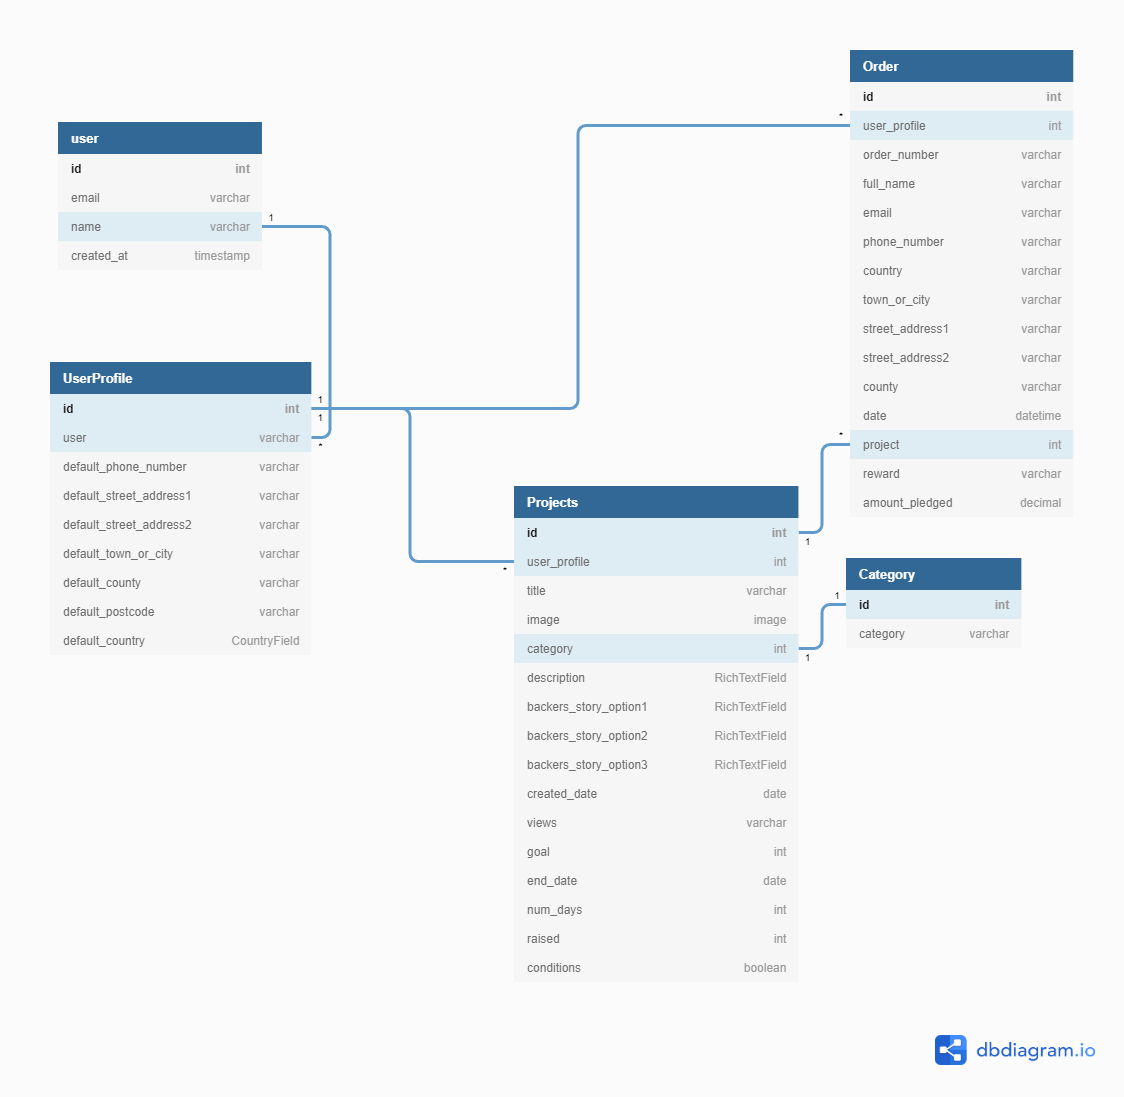 user
id int
email varchar
name varchar
1
created_at timestamp
UserProfile
id int
1
1
user varchar
*
default_phone_number varchar
default_street_address1 varchar
default_street_address2 varchar
default_town_or_city varchar
default_county varchar
default_postcode varchar
default_country CountryField
Projects
id int
1
user_profile int
*
title varchar
image image
category int
1
description RichTextField
backers_story_option1 RichTextField
backers_story_option2 RichTextField
backers_story_option3 RichTextField
created_date date
views varchar
goal int
end_date date
num_days int
raised int
conditions boolean
Order
id int
*
user_profile int
order_number varchar
full_name varchar
email varchar
phone_number varchar
country varchar
town_or_city varchar
street_address1 varchar
street_address2 varchar
county varchar
date datetime
*
project int
reward varchar
amount_pledged decimal
Category
1
id int
category varchar
dbdiagram.io